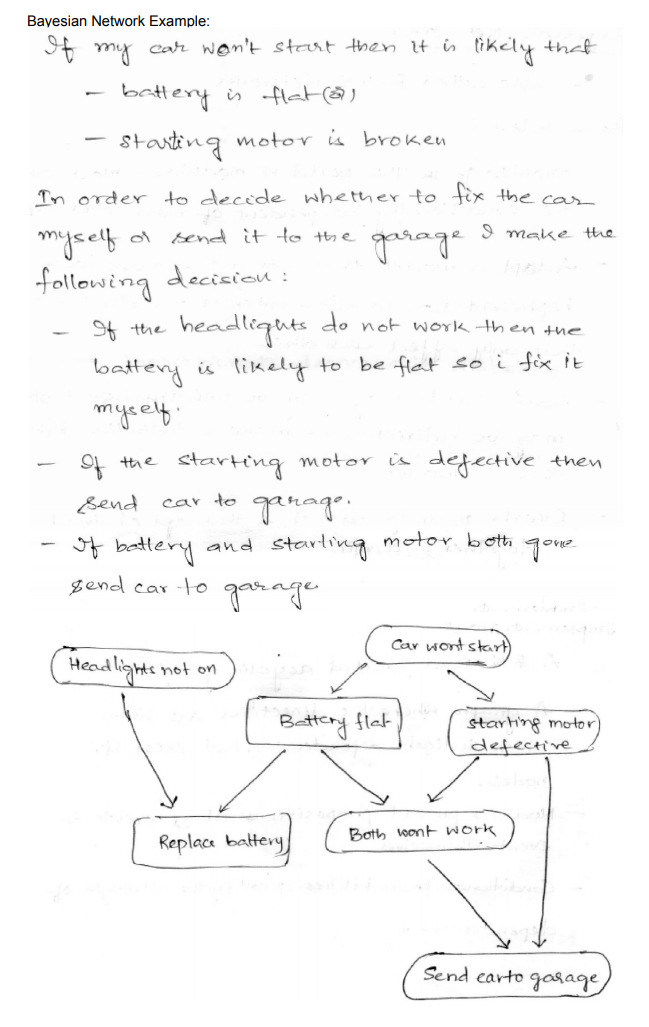 Bayesian Network Example:
If my car won't start then it is likely that
- battery is flat
- starting motor is broken
In order to decide whether to fix the car
myself or send it to the garage I make the
following decision :
- If the headlights do not work then the
battery is likely to be flat so i fix it
myself.
- If the starting motor is defective then
send car to garage.
- If battery and starting motor both gone
send car to garage
Car wont start
Headlights not on
Battery flat
starting motor
defective
Replace battery
Both wont work
Send car to garage